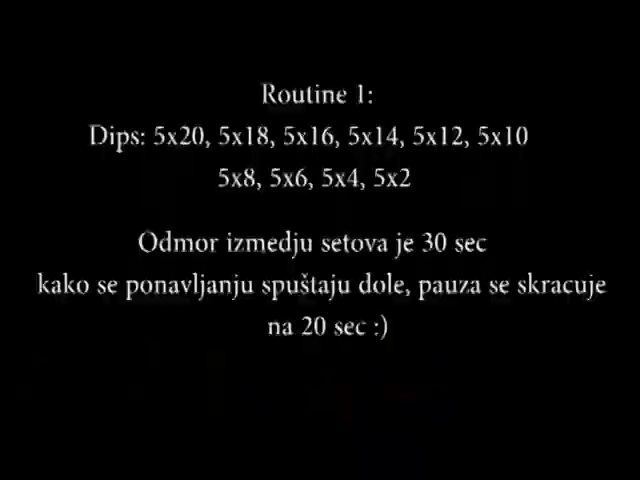 Routine 1:
Dips: 5x20, 5x18, 5x16, 5x14, 5x12, 5x10
5x8, 5x6, 5x4, 5x2
Odmor izmedju setova je 30 sec
kako se ponavljanju spuštaju dole, pauza se skracuje
na 20 sec :)